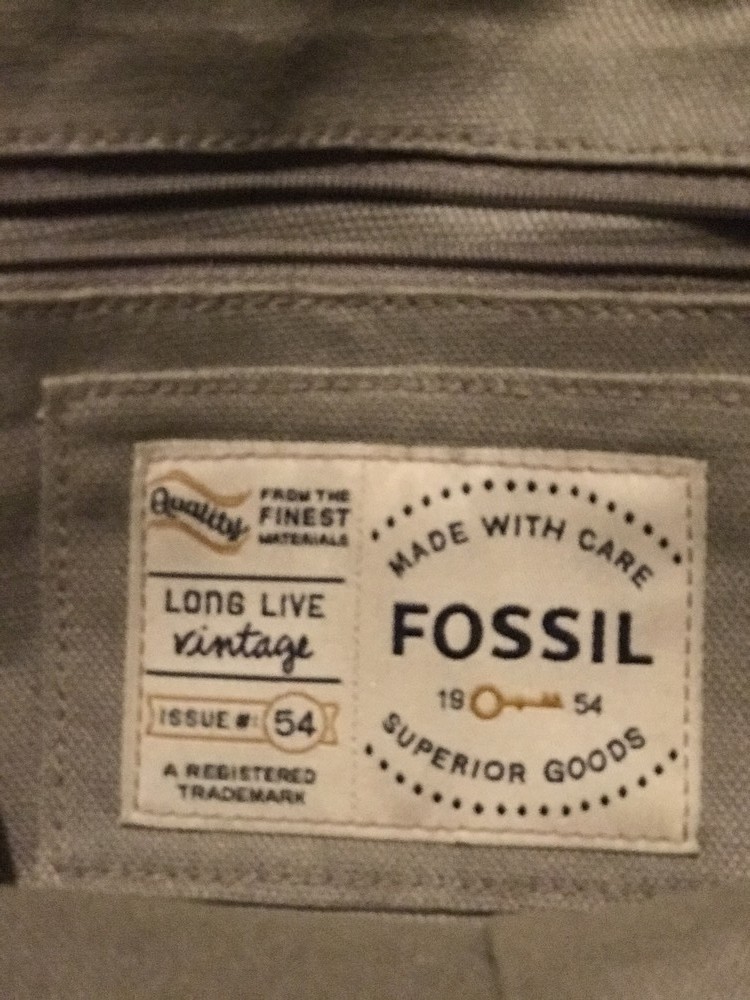 Quality
FROM THE
FINEST
MATERIALS
LONG LIVE
vintage
ISSUE #: 54
A REGISTERED
TRADEMARK
MADE WITH CARE
FOSSIL
19 54
SUPERIOR GOODS